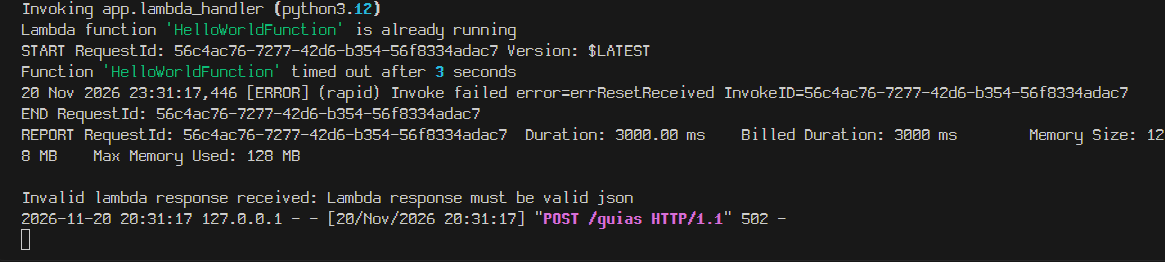 Invoking app.lambda_handler (python3.12)
Lambda function 'HelloWorldFunction' is already running
START RequestId: 56c4ac76-7277-42d6-b354-56f8334adac7 Version: $LATEST
Function 'HelloWorldFunction' timed out after 3 seconds
20 Nov 2026 23:31:17,446 [ERROR] (rapid) Invoke failed error=errResetReceived InvokeID=56c4ac76-7277-42d6-b354-56f8334adac7
END RequestId: 56c4ac76-7277-42d6-b354-56f8334adac7
REPORT RequestId: 56c4ac76-7277-42d6-b354-56f8334adac7  Duration: 3000.00 ms    Billed Duration: 3000 ms        Memory Size: 12
8 MB    Max Memory Used: 128 MB
Invalid lambda response received: Lambda response must be valid json
2026-11-20 20:31:17 127.0.0.1 - - [20/Nov/2026 20:31:17] "POST /guias HTTP/1.1" 502 -